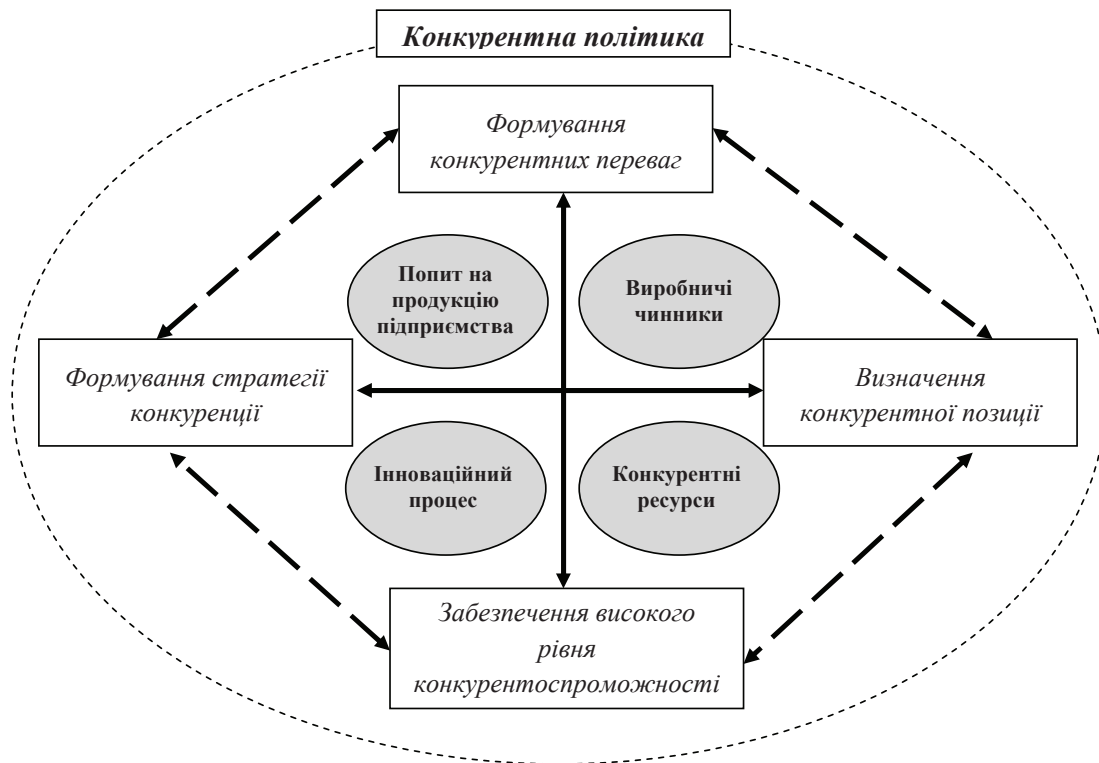 Конкурентна політика
Формування
конкурентних переваг
Попит на
продукцію
підприємства
Виробничі
чинники
Формування стратегії
конкуренції
Визначення
конкурентної позиції
Інноваційний
процес
Конкурентні
ресурси
Забезпечення високого
рівня
конкурентоспроможності